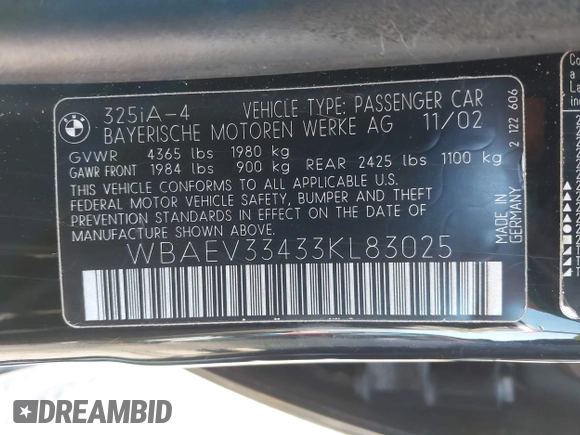 325iA-4 VEHICLE TYPE: PASSENGER CAR
BAYERISCHE MOTOREN WERKE AG 11/02
GVWR 4365 lbs 1980 kg
GAWR FRONT 1984 lbs 900 kg REAR 2425 lbs 1100 kg
THIS VEHICLE CONFORMS TO ALL APPLICABLE U.S.
FEDERAL MOTOR VEHICLE SAFETY, BUMPER AND THEFT
PREVENTION STANDARDS IN EFFECT ON THE DATE OF
MANUFACTURE SHOWN ABOVE.
WBAEV33433KL83025
MADE IN
GERMANY
2 122 606
DREAMBID